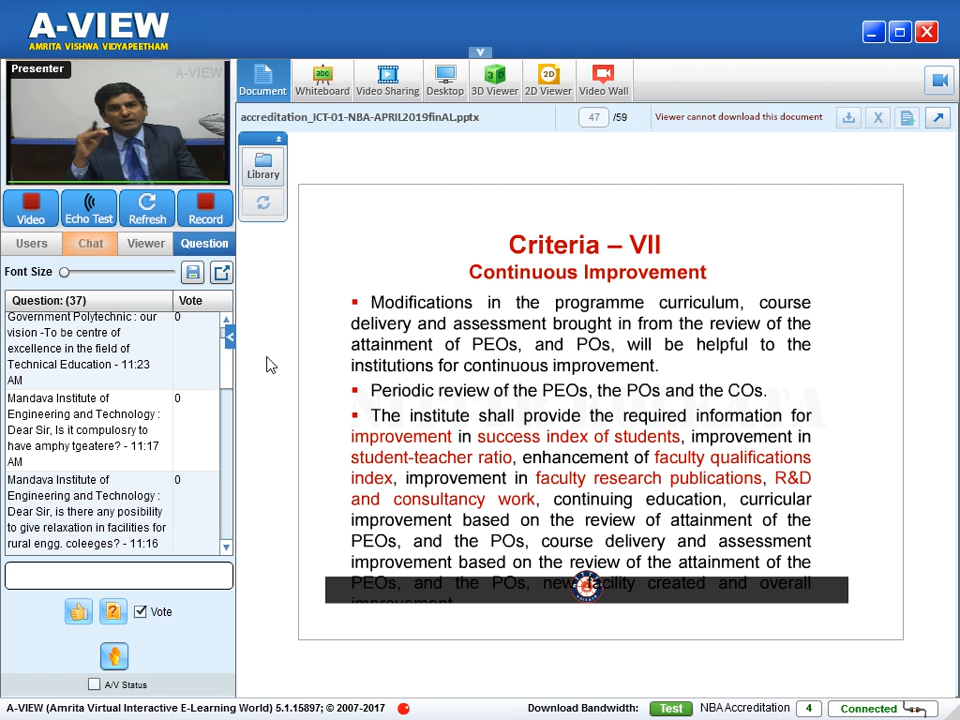 A-VIEW
AMRITA VISHWA VIDYAPEETHAM
Presenter
A-VIEW
Document
Whiteboard
Video Sharing
Desktop
3D Viewer
2D Viewer
Video Wall
accreditation_ICT-01-NBA-APRIL2019finAL.pptx
47 /59
Viewer cannot download this document
Library
Video
Echo Test
Refresh
Record
Users
Chat
Viewer
Question
Font Size
Question: (37)
Vote
Government Polytechnic : our
vision -To be centre of
excellence in the field of
Technical Education - 11:23
AM
0
Mandava Institute of
Engineering and Technology :
Dear Sir, Is it compulosry to
have amphy tgeatere? - 11:17
AM
0
Mandava Institute of
Engineering and Technology :
Dear Sir, is there any posibility
to give relaxation in facilities for
rural engg. coleeges? - 11:16
0
Vote
A/V Status
Criteria – VII
Continuous Improvement
▪ Modifications in the programme curriculum, course
delivery and assessment brought in from the review of the
attainment of PEOs, and POs, will be helpful to the
institutions for continuous improvement.
▪ Periodic review of the PEOs, the POs and the COs.
▪ The institute shall provide the required information for
improvement in success index of students, improvement in
student-teacher ratio, enhancement of faculty qualifications
index, improvement in faculty research publications, R&D
and consultancy work, continuing education, curricular
improvement based on the review of attainment of the
PEOs, and the POs, course delivery and assessment
improvement based on the review of the attainment of the
PEOs, and the POs, new facility created and overall
improvement.
A-VIEW (Amrita Virtual Interactive E-Learning World) 5.1.15897; © 2007-2017
Download Bandwidth:
Test
NBA Accreditation
4
Connected